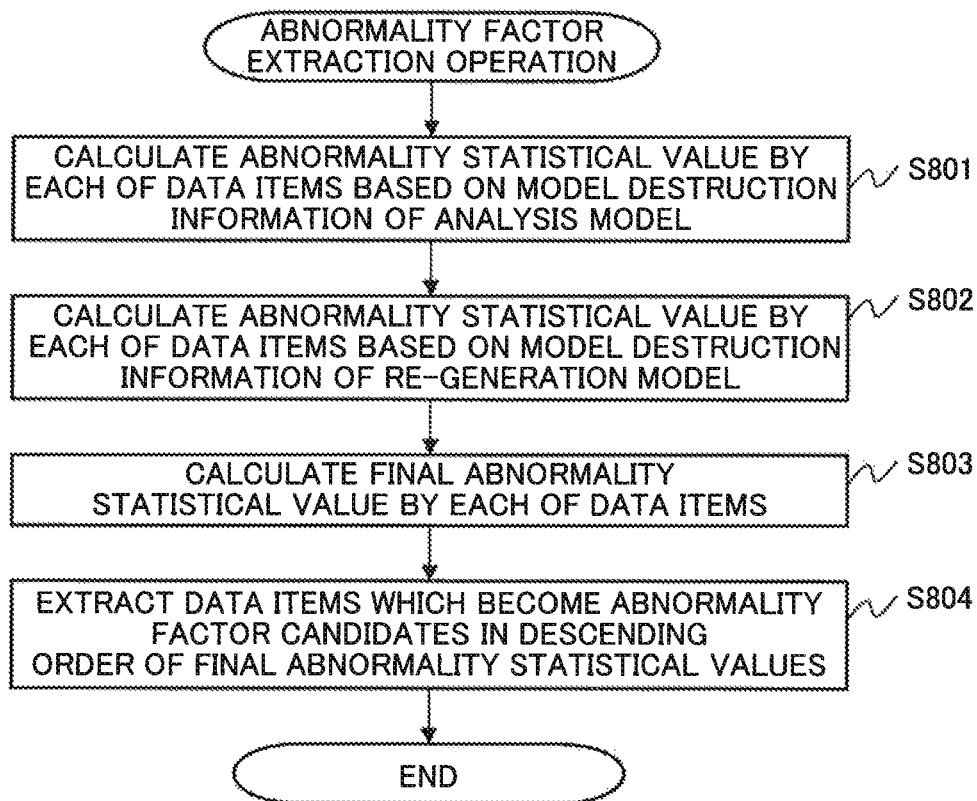 ABNORMALITY FACTOR
EXTRACTION OPERATION
CALCULATE ABNORMALITY STATISTICAL VALUE BY
EACH OF DATA ITEMS BASED ON MODEL DESTRUCTION
INFORMATION OF ANALYSIS MODEL
S801
CALCULATE ABNORMALITY STATISTICAL VALUE BY
EACH OF DATA ITEMS BASED ON MODEL DESTRUCTION
INFORMATION OF RE-GENERATION MODEL
S802
CALCULATE FINAL ABNORMALITY
STATISTICAL VALUE BY EACH OF DATA ITEMS
S803
EXTRACT DATA ITEMS WHICH BECOME ABNORMALITY
FACTOR CANDIDATES IN DESCENDING
ORDER OF FINAL ABNORMALITY STATISTICAL VALUES
S804
END